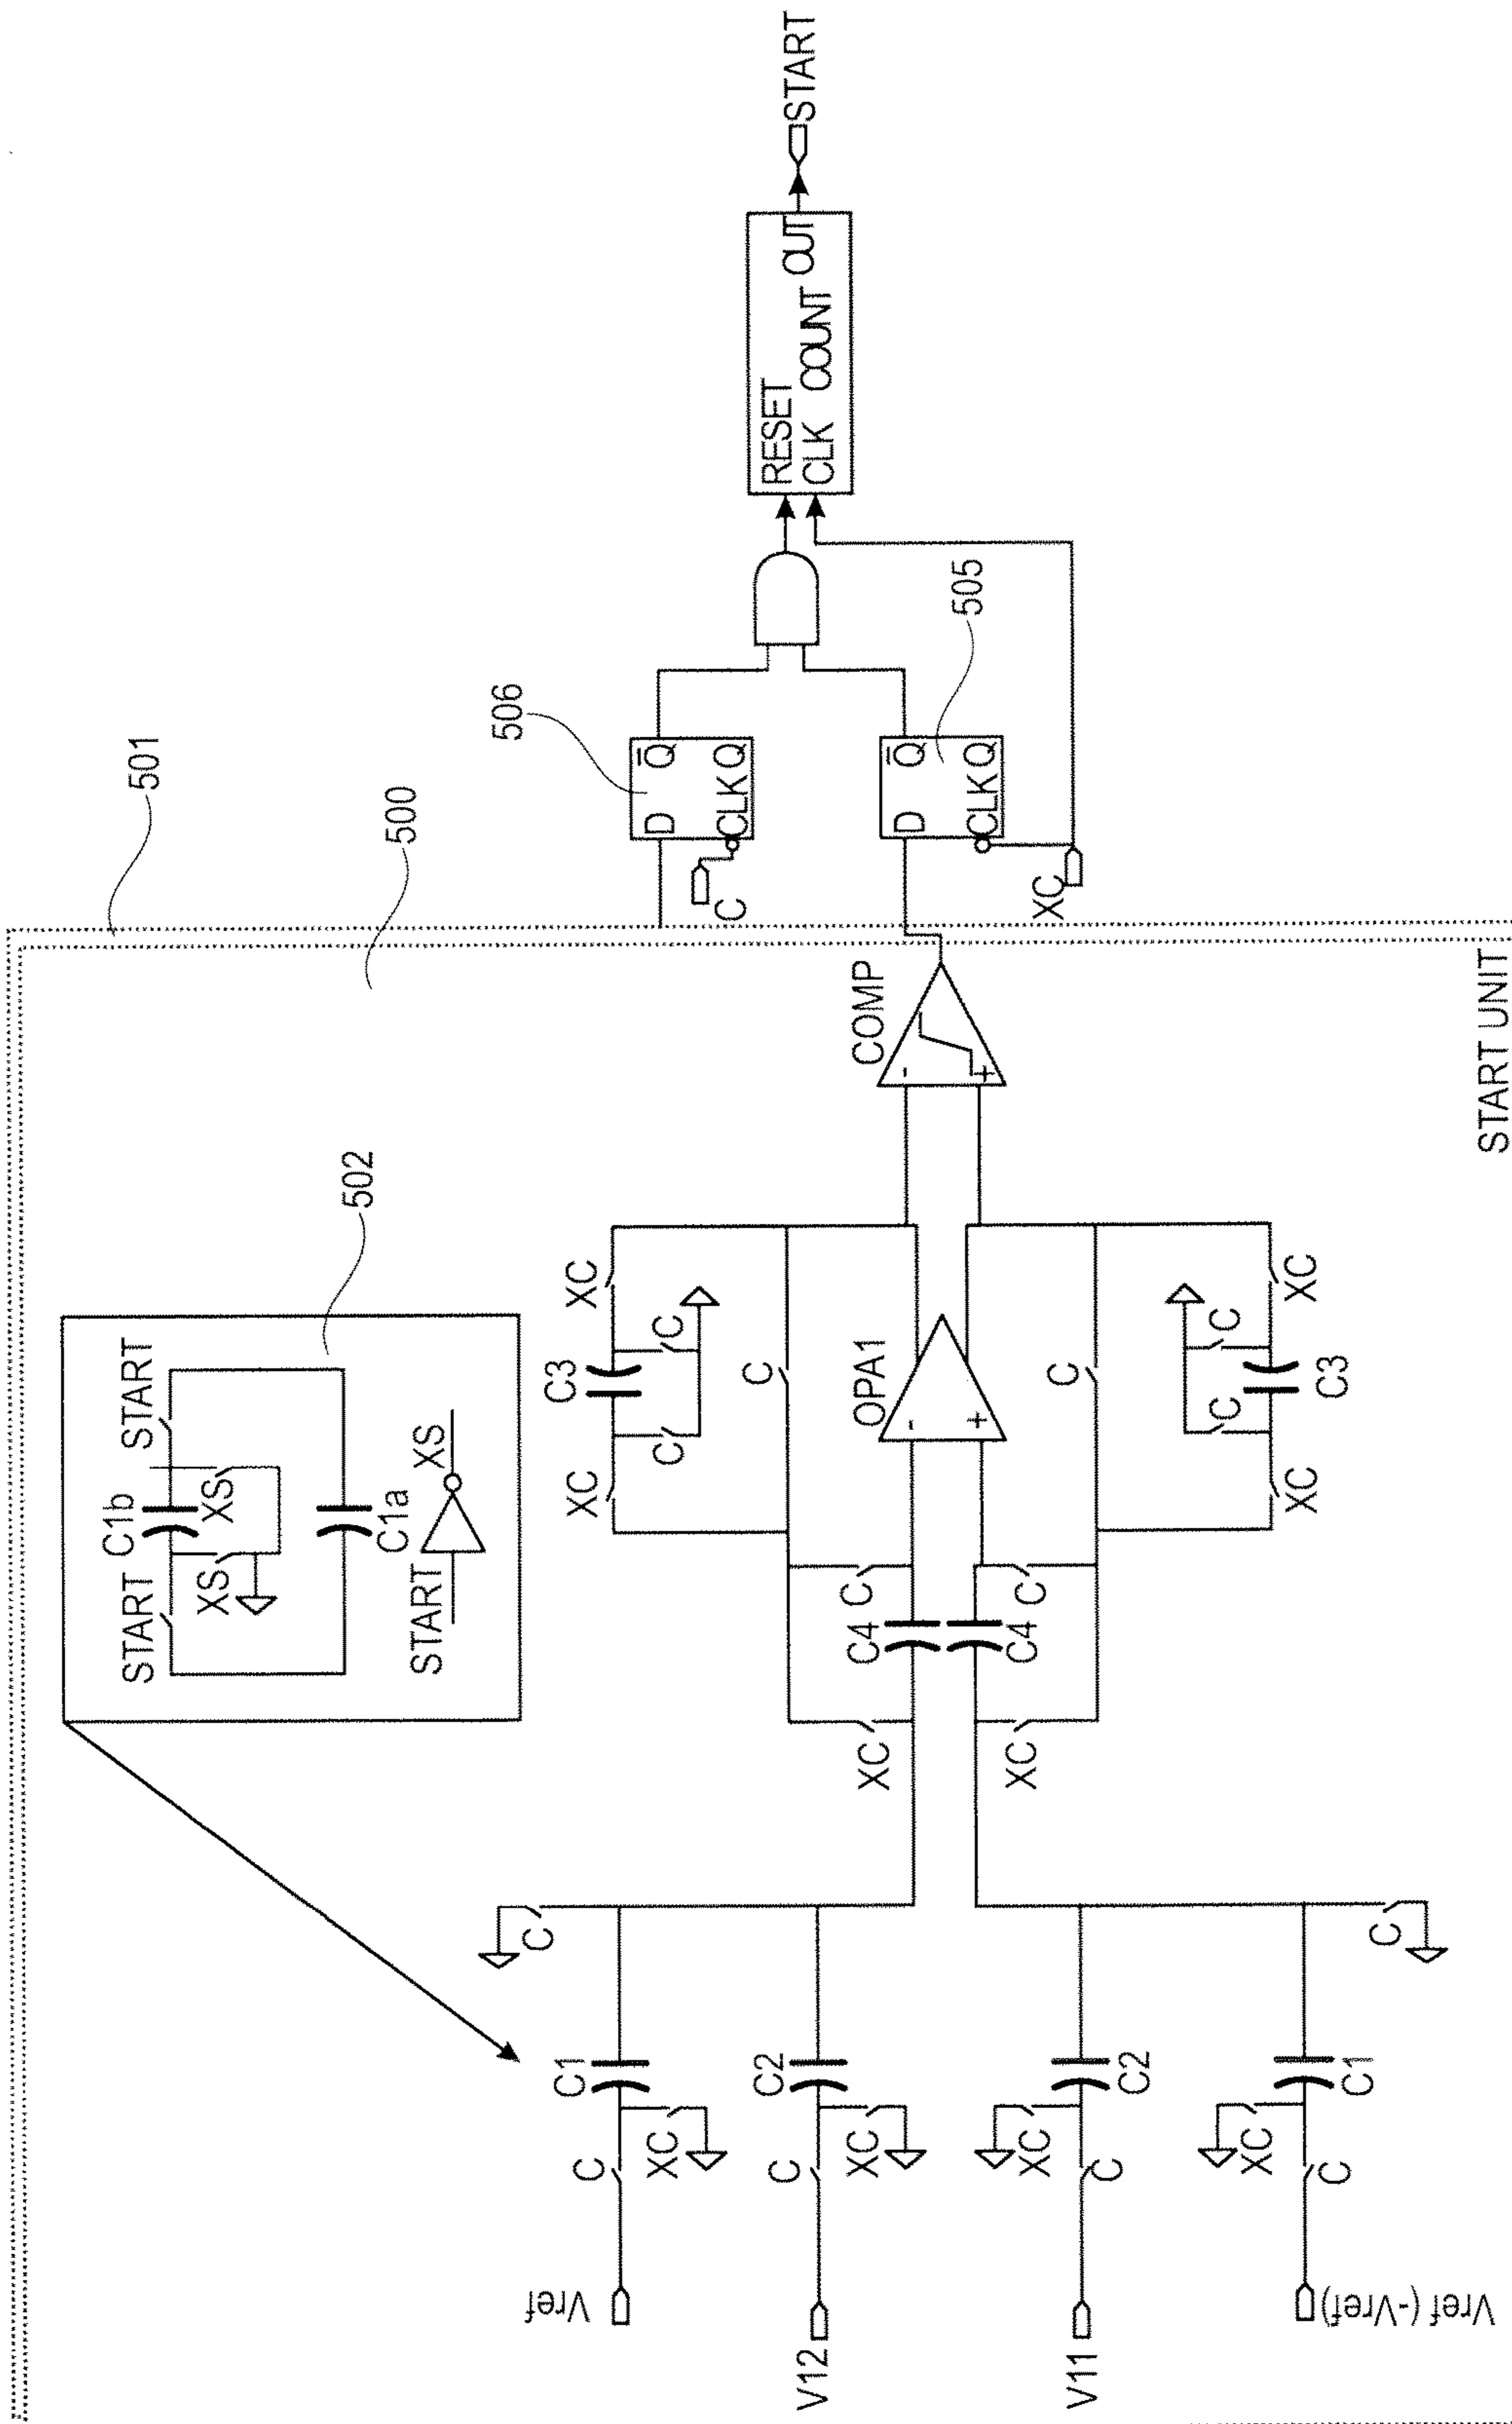 501
500
502
START
START
C1b
XS
XS
C1a
START
XS
506
D
Q̄
CLK
Q
C
505
D
Q̄
CLK
Q
XC
RESET
CLK
COUNT
OUT
START
XC
C3
XC
C
C
C
COMP
-
+
OPA1
-
+
C
C4
C4
C
XC
XC
C
C
C
XC
C3
XC
C
C
Vref
C
XC
C1
V12
C
XC
C2
V11
C
XC
C2
Vref (-Vref)
C
XC
C1
START UNIT